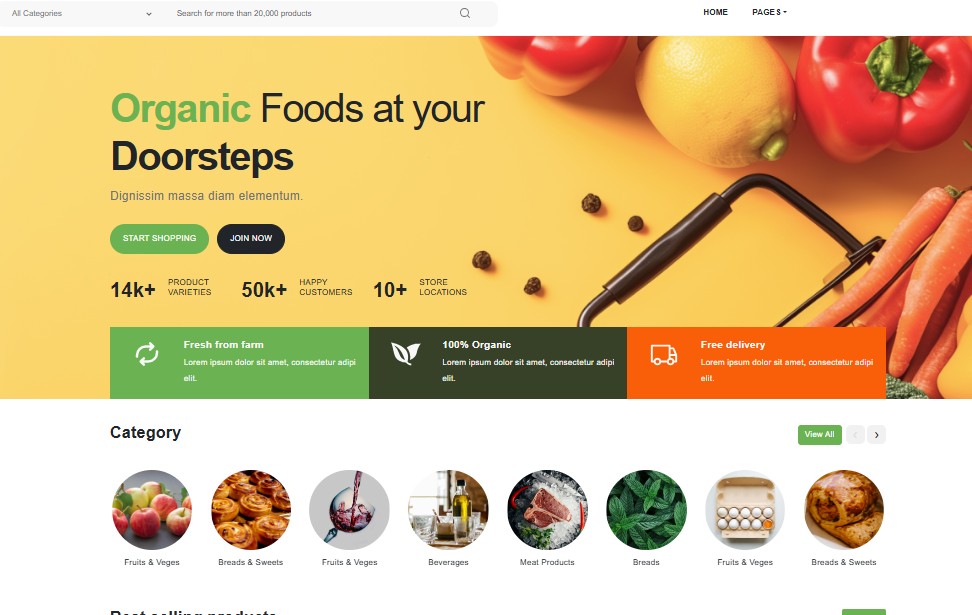 All Categories
Search for more than 20,000 products
HOME
PAGES
Organic Foods at your
Doorsteps
Dignissim massa diam elementum.
START SHOPPING
JOIN NOW
14k+
PRODUCT
VARIETIES
50k+
HAPPY
CUSTOMERS
10+
STORE
LOCATIONS
Fresh from farm
Lorem ipsum dolor sit amet, consectetur adipi
elit.
100% Organic
Lorem ipsum dolor sit amet, consectetur adipi
elit.
Free delivery
Lorem ipsum dolor sit amet, consectetur adipi
elit.
Category
View All
Fruits & Veges
Breads & Sweets
Fruits & Veges
Beverages
Meat Products
Breads
Fruits & Veges
Breads & Sweets
Best selling products